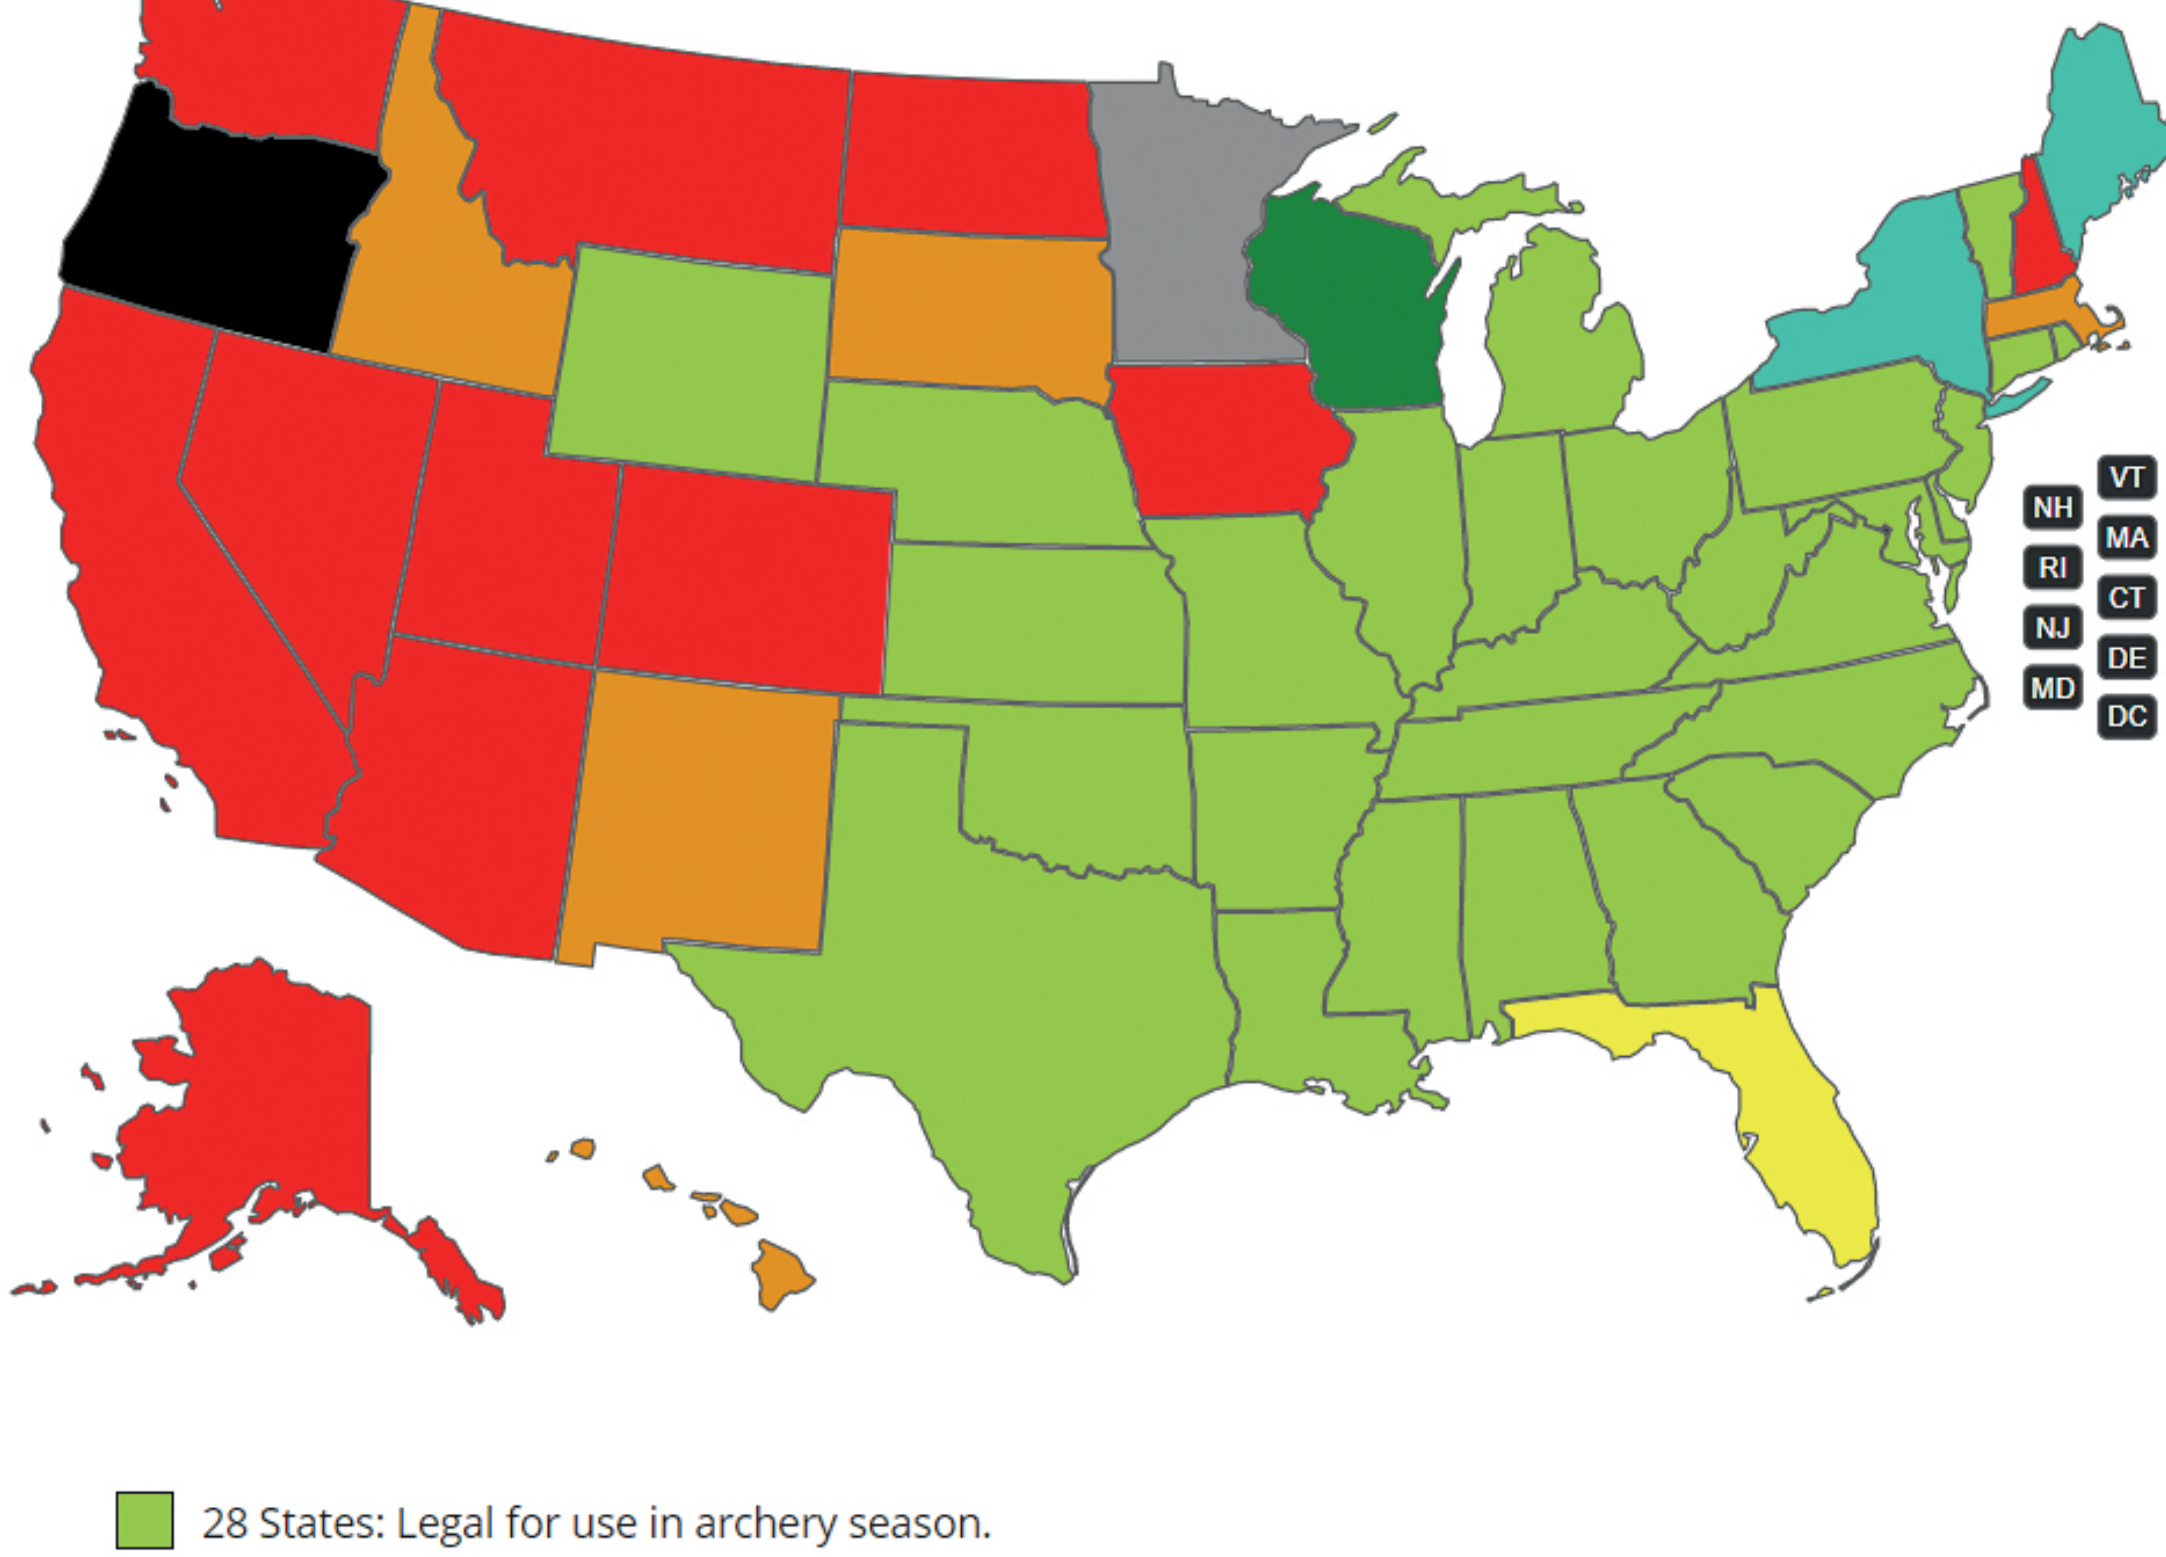 VT
NH
MA
RI
CT
NJ
DE
MD
DC
28 States: Legal for use in archery season.